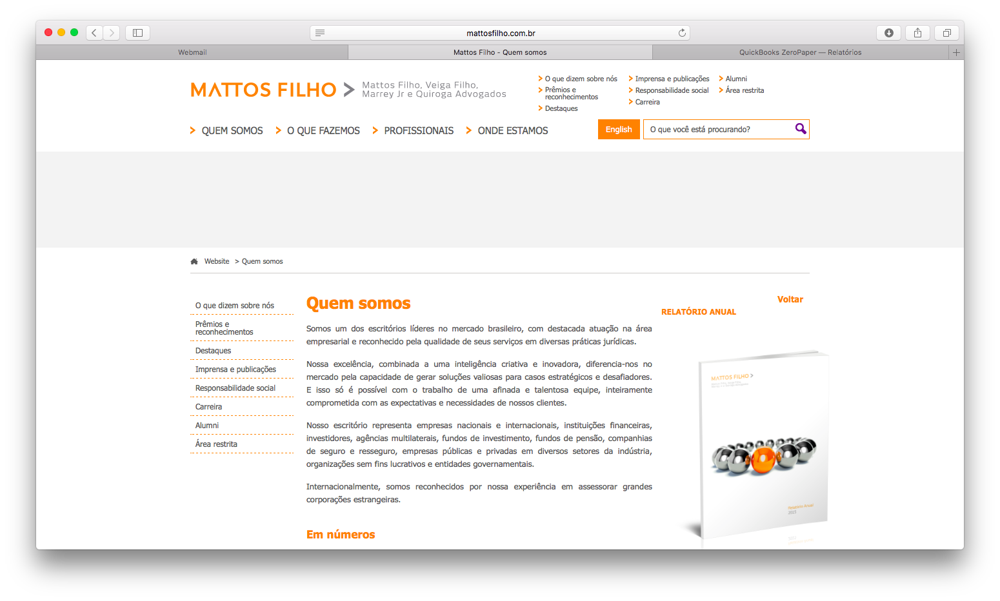 mattosfilho.com.br
Webmail
Mattos Filho - Quem somos
QuickBooks ZeroPaper — Relatórios
MATTOS FILHO >
Mattos Filho, Veiga Filho,
Marrey Jr e Quiroga Advogados
O que dizem sobre nós
Prêmios e
reconhecimentos
Destaques
Imprensa e publicações
Responsabilidade social
Carreira
Alumni
Área restrita
QUEM SOMOS
O QUE FAZEMOS
PROFISSIONAIS
ONDE ESTAMOS
English
O que você está procurando?
Website > Quem somos
O que dizem sobre nós
Prêmios e
reconhecimentos
Destaques
Imprensa e publicações
Responsabilidade social
Carreira
Alumni
Área restrita
Quem somos
Somos um dos escritórios líderes no mercado brasileiro, com destacada atuação na área
empresarial e reconhecido pela qualidade de seus serviços em diversas práticas jurídicas.
Nossa excelência, combinada a uma inteligência criativa e inovadora, diferencia-nos no
mercado pela capacidade de gerar soluções valiosas para casos estratégicos e desafiadores.
E isso só é possível com o trabalho de uma afinada e talentosa equipe, inteiramente
comprometida com as expectativas e necessidades de nossos clientes.
Nosso escritório representa empresas nacionais e internacionais, instituições financeiras,
investidores, agências multilaterais, fundos de investimento, fundos de pensão, companhias
de seguro e resseguro, empresas públicas e privadas em diversos setores da indústria,
organizações sem fins lucrativos e entidades governamentais.
Internacionalmente, somos reconhecidos por nossa experiência em assessorar grandes
corporações estrangeiras.
Em números
Voltar
RELATÓRIO ANUAL
MATTOS FILHO >